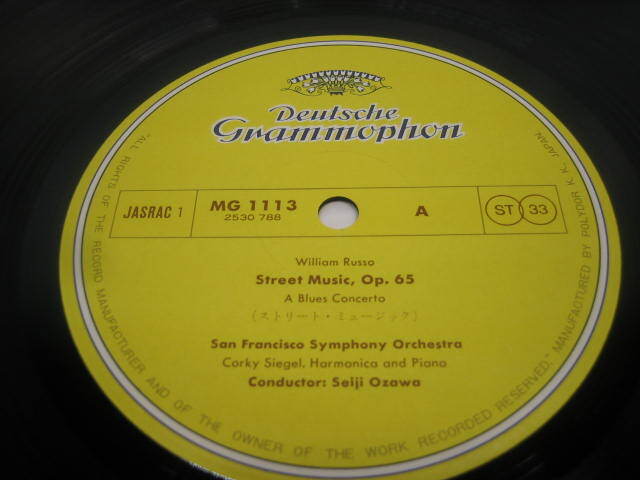 Deutsche
Grammophon
JASRAC 1
MG 1113
2530 788
A
ST 33
William Russo
Street Music, Op. 65
A Blues Concerto
(ストリート・ミュージック)
San Francisco Symphony Orchestra
Corky Siegel, Harmonica and Piano
Conductor: Seiji Ozawa
"ALL RIGHTS OF THE RECORD MANUFACTURER AND OF THE OWNER OF THE WORK RECORDED RESERVED." MANUFACTURED BY POLYDOR K. K. JAPAN